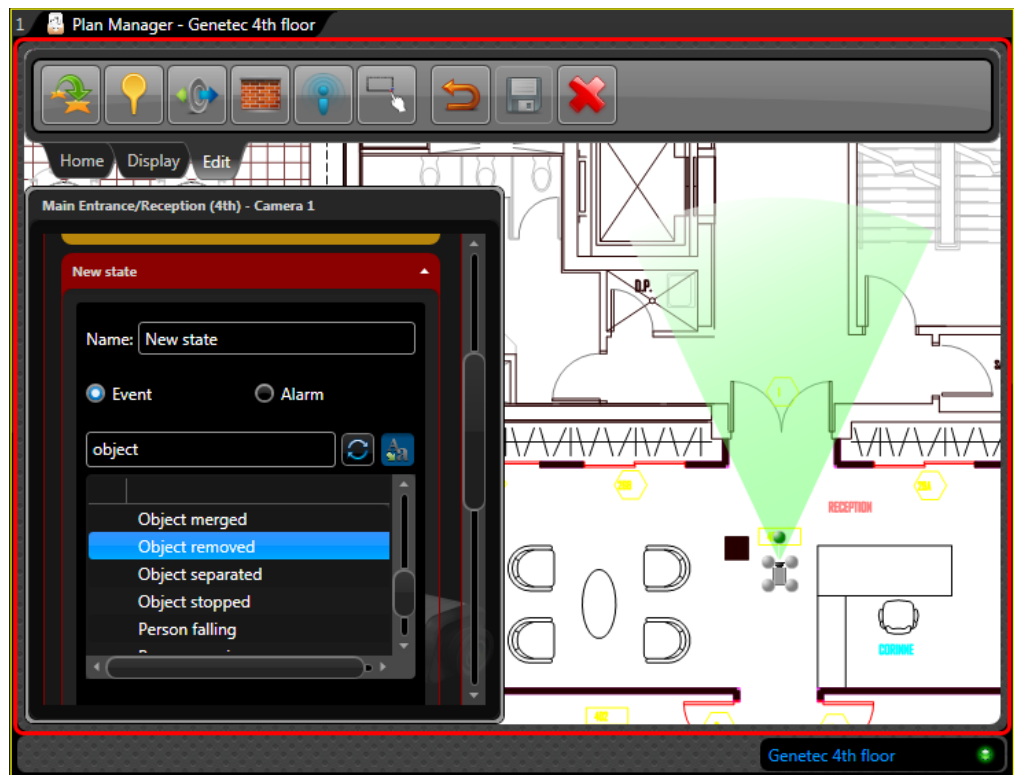 1 Plan Manager - Genetec 4th floor
Home Display Edit
Main Entrance/Reception (4th) - Camera 1
New state
Name: New state
Event Alarm
object
Object merged
Object removed
Object separated
Object stopped
Person falling
D.P.
RECEPTION
CORINNE
Genetec 4th floor